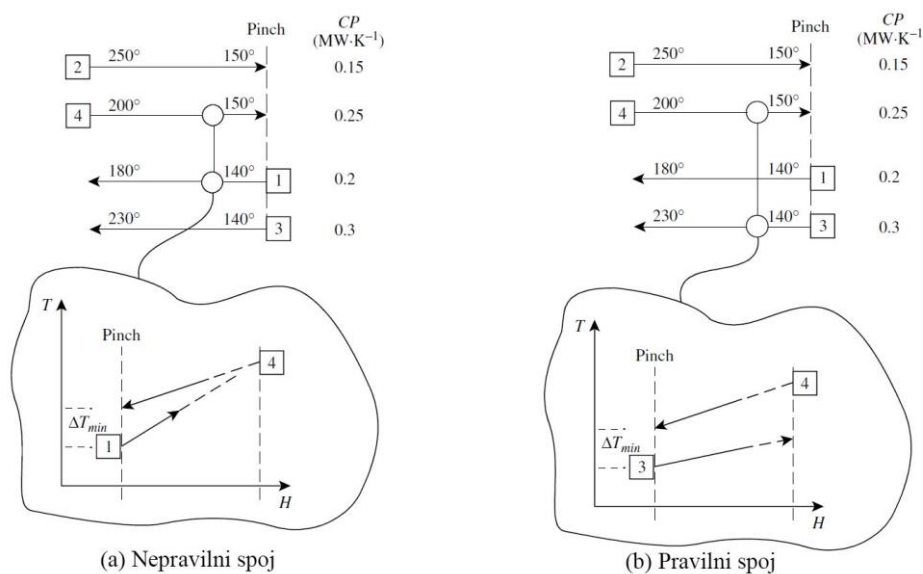 Pinch CP
(MW·K⁻¹)
2 250° 150° 0.15
4 200° 150° 0.25
180° 140° 1 0.2
230° 140° 3 0.3
T
Pinch
4
ΔTmin
1
H
(a) Nepravilni spoj
Pinch CP
(MW·K⁻¹)
2 250° 150° 0.15
4 200° 150° 0.25
180° 140° 1 0.2
230° 140° 3 0.3
T
Pinch
4
ΔTmin
3
H
(b) Pravilni spoj